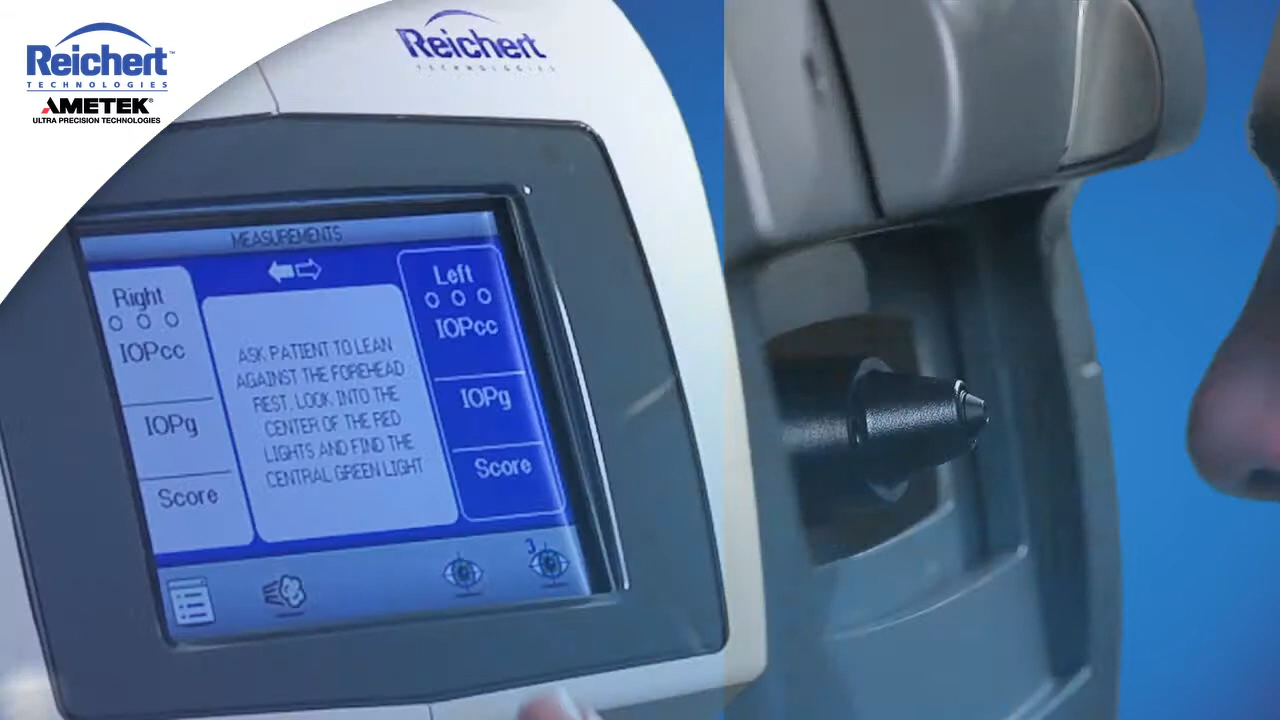 Reichert™
TECHNOLOGIES
AMETEK®
ULTRA PRECISION TECHNOLOGIES
Reichert
TECHNOLOGIES
MEASUREMENTS
Right
IOPcc
IOPg
Score
ASK PATIENT TO LEAN
AGAINST THE FOREHEAD
REST, LOOK INTO THE
CENTER OF THE RED
LIGHTS AND FIND THE
CENTRAL GREEN LIGHT
Left
IOPcc
IOPg
Score
3